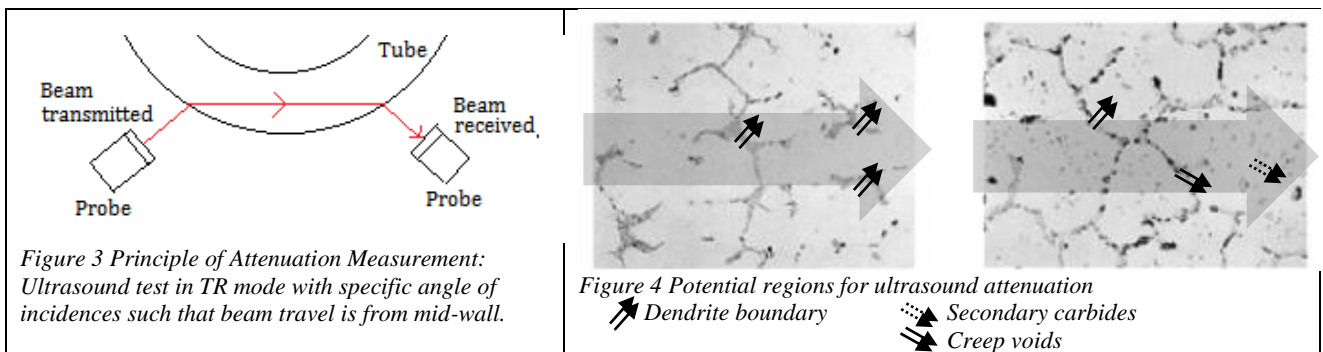 Tube
Beam
transmitted
Beam
received,
Probe
Probe
Figure 3 Principle of Attenuation Measurement:
Ultrasound test in TR mode with specific angle of
incidences such that beam travel is from mid-wall.
Figure 4 Potential regions for ultrasound attenuation
Dendrite boundary
Secondary carbides
Creep voids